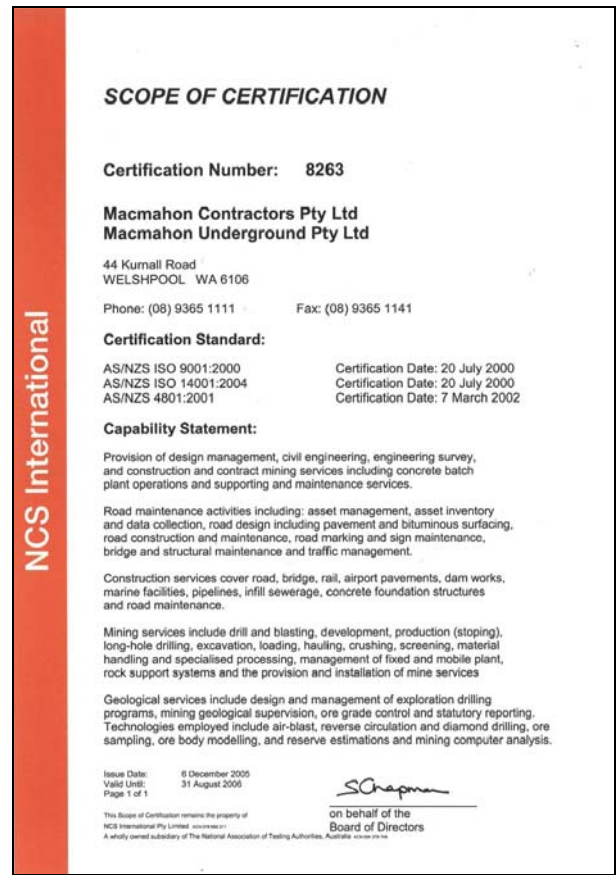 NCS International
SCOPE OF CERTIFICATION
Certification Number: 8263
Macmahon Contractors Pty Ltd
Macmahon Underground Pty Ltd
44 Kurnall Road
WELSHPOOL WA 6106
Phone: (08) 9365 1111 Fax: (08) 9365 1141
Certification Standard:
AS/NZS ISO 9001:2000 Certification Date: 20 July 2000
AS/NZS ISO 14001:2004 Certification Date: 20 July 2000
AS/NZS 4801:2001 Certification Date: 7 March 2002
Capability Statement:
Provision of design management, civil engineering, engineering survey,
and construction and contract mining services including concrete batch
plant operations and supporting and maintenance services.
Road maintenance activities including: asset management, asset inventory
and data collection, road design including pavement and bituminous surfacing,
road construction and maintenance, road marking and sign maintenance,
bridge and structural maintenance and traffic management.
Construction services cover road, bridge, rail, airport pavements, dam works,
marine facilities, pipelines, infill sewerage, concrete foundation structures
and road maintenance.
Mining services include drill and blasting, development, production (stoping),
long-hole drilling, excavation, loading, hauling, crushing, screening, material
handling and specialised processing, management of fixed and mobile plant,
rock support systems and the provision and installation of mine services
Geological services include design and management of exploration drilling
programs, mining geological supervision, ore grade control and statutory reporting.
Technologies employed include air-blast, reverse circulation and diamond drilling, ore
sampling, ore body modelling, and reserve estimations and mining computer analysis.
Issue Date: 6 December 2005
Valid Until: 31 August 2006
Page 1 of 1
SChapman
on behalf of the
Board of Directors
This Scope of Certification remains the property of
NCS International Pty Limited
A wholly owned subsidiary of The National Association of Testing Authorities, Australia